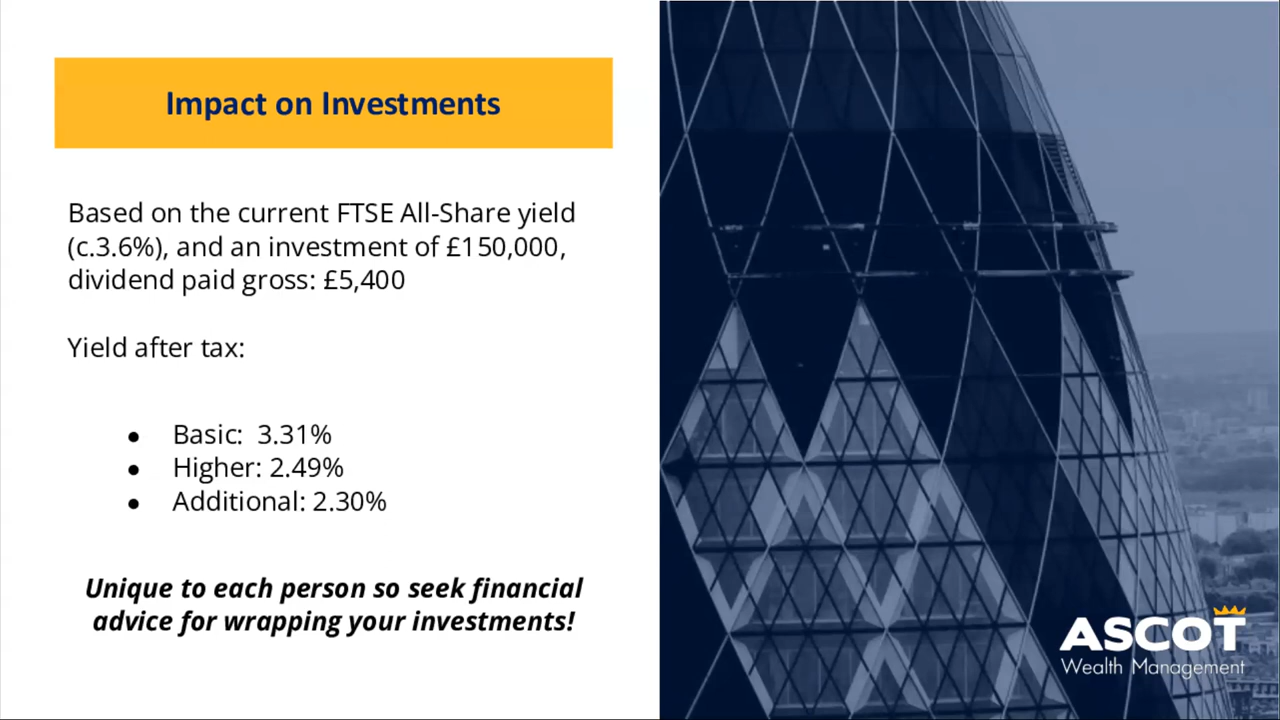 Impact on Investments
Based on the current FTSE All-Share yield
(c.3.6%), and an investment of £150,000,
dividend paid gross: £5,400
Yield after tax:
● Basic:  3.31%
● Higher: 2.49%
● Additional: 2.30%
Unique to each person so seek financial
advice for wrapping your investments!
ASCOT
Wealth Management